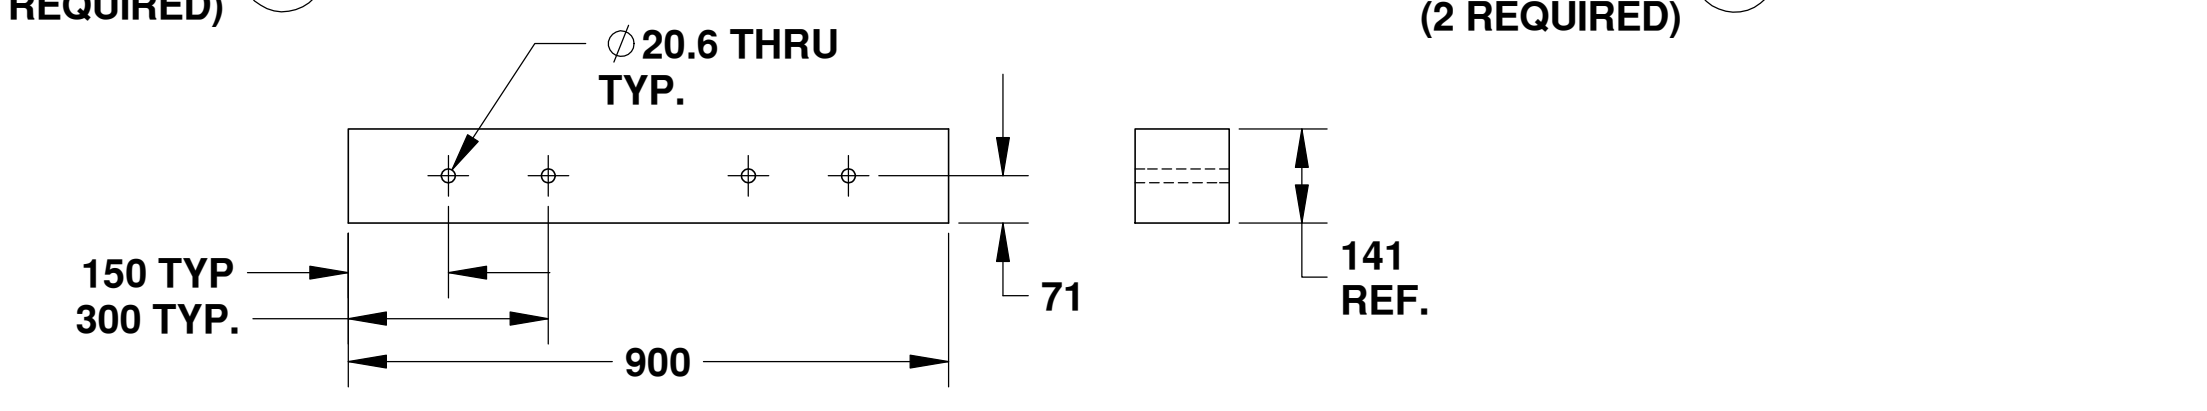 REQUIRED)
(2 REQUIRED)
∅20.6 THRU
TYP.
150 TYP
300 TYP.
900
71
141
REF.